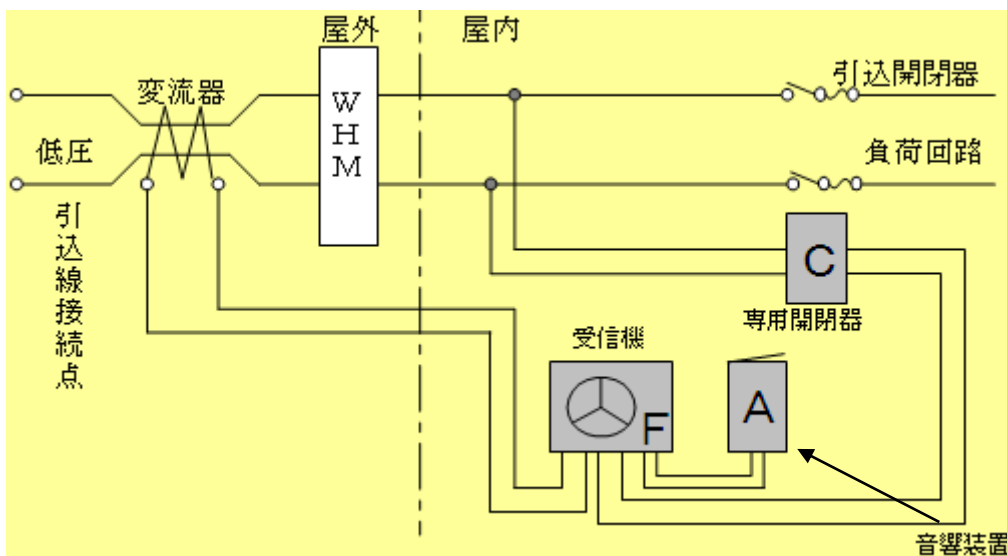 屋外
屋内
変流器
WHM
引込開閉器
低圧
負荷回路
引込線接続点
C
専用開閉器
受信機
F
A
音響装置